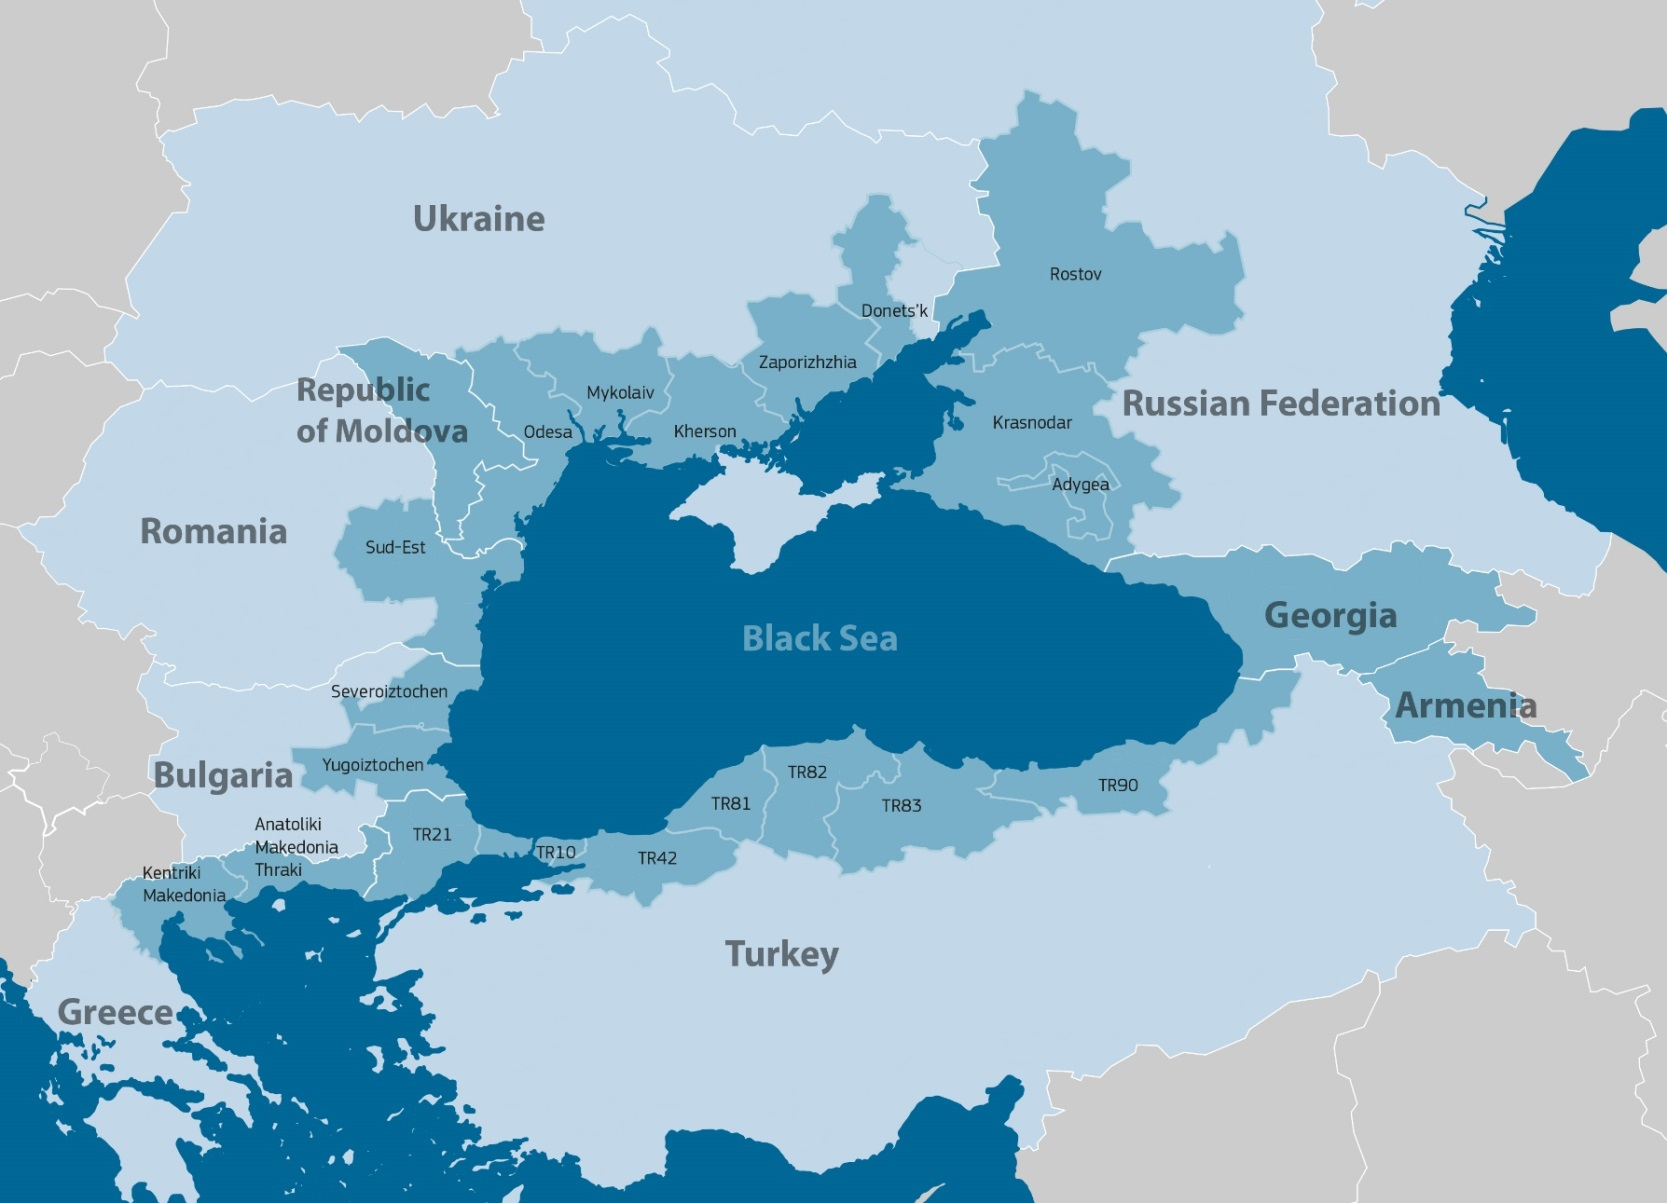 Ukraine
Rostov
Donets'k
Zaporizhzhia
Republic
of Moldova
Mykolaiv
Odesa
Kherson
Krasnodar
Russian Federation
Adygea
Romania
Sud-Est
Georgia
Black Sea
Severoiztochen
Armenia
Yugoiztochen
Bulgaria
TR82
TR90
TR81
TR83
Anatoliki
Makedonia
Thraki
TR21
TR10
TR42
Kentriki
Makedonia
Turkey
Greece